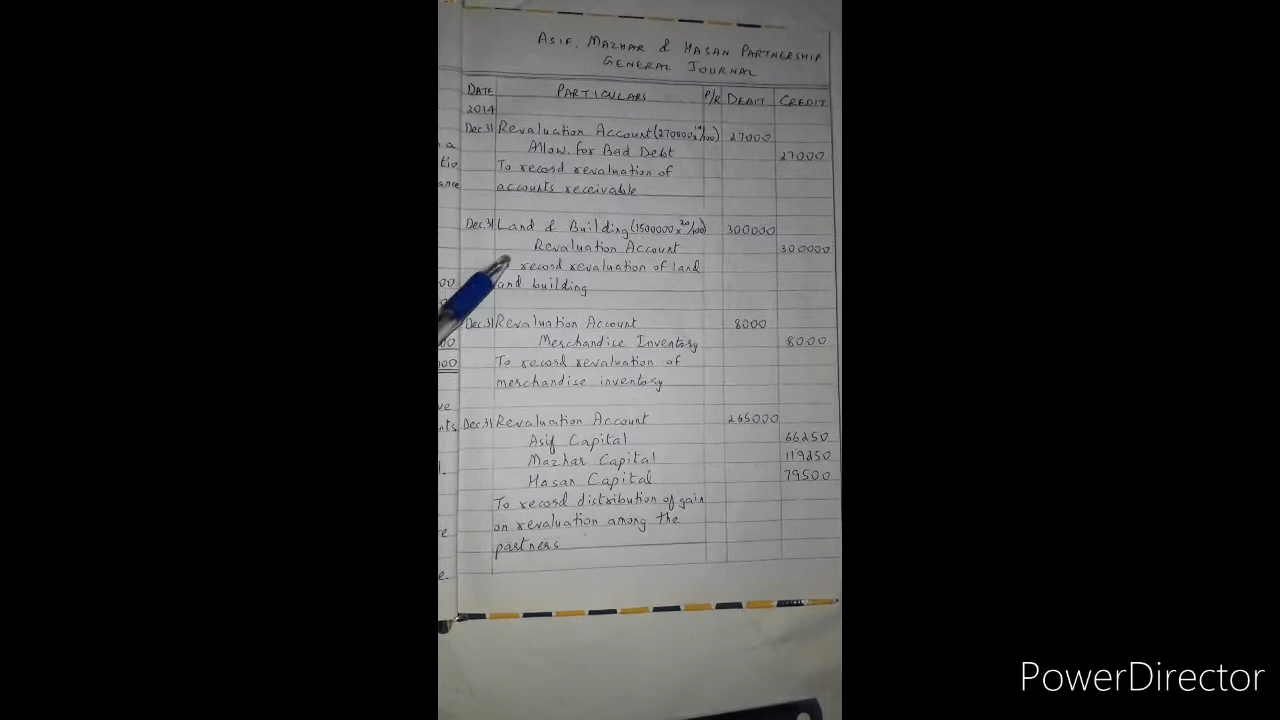 ASIF, MAZHAR & HASAN PARTNERSHIP
GENERAL JOURNAL
DATE PARTICULARS P/R DEBIT CREDIT
2014
Dec.31 Revaluation Account (270000x10/100) 27000
Allow. for Bad Debt 27000
To record revaluation of
accounts receivable
Dec.31 Land & Building (1500000x20/100) 300000
Revaluation Account 300000
record revaluation of land
and building
Dec.31 Revaluation Account 8000
Merchandice Inventory 8000
To record revaluation of
merchandise inventory
Dec.31 Revaluation Account 265000
Asif Capital 66250
Mazhar Capital 119250
Hasan Capital 79500
To record distribution of gain
on revaluation among the
partners
PowerDirector